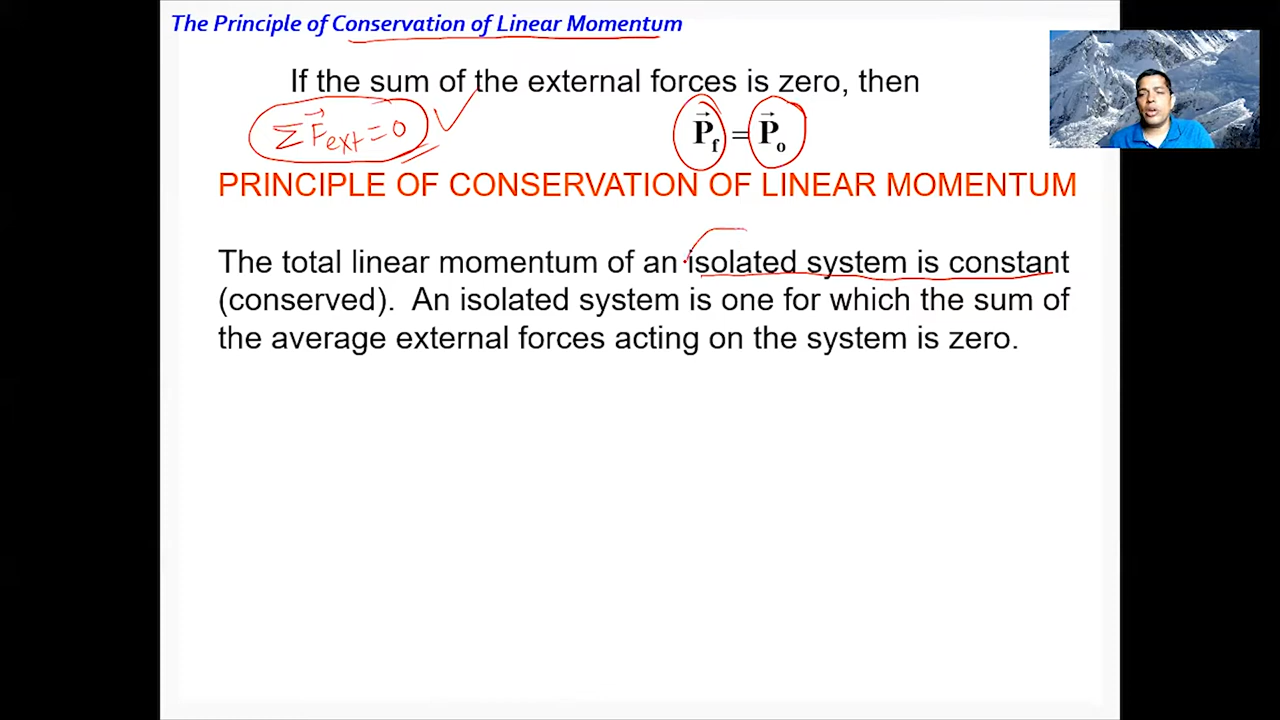 The Principle of Conservation of Linear Momentum
If the sum of the external forces is zero, then
∑F⃗ext = 0
P⃗f = P⃗o
PRINCIPLE OF CONSERVATION OF LINEAR MOMENTUM
The total linear momentum of an isolated system is constant
(conserved). An isolated system is one for which the sum of
the average external forces acting on the system is zero.